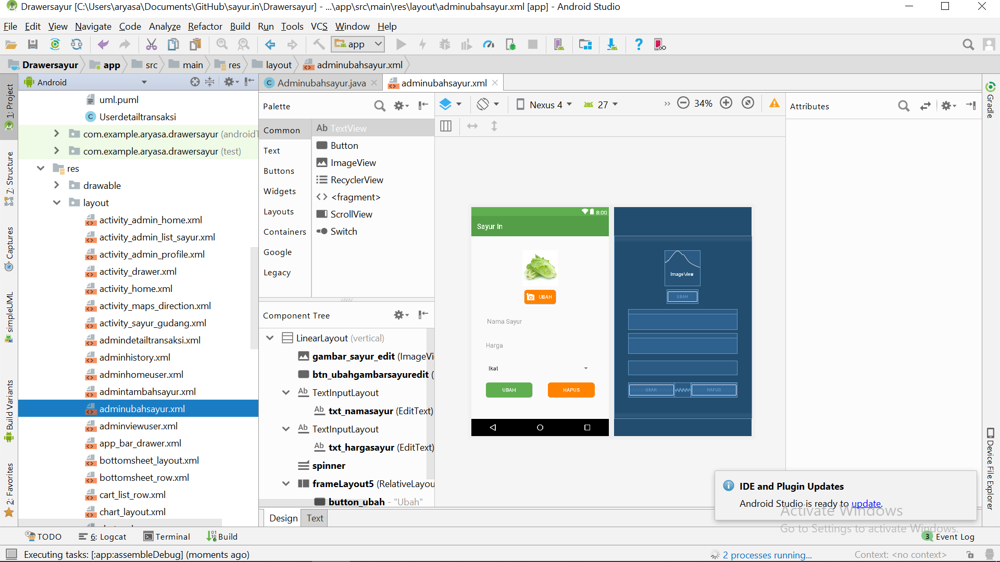 Drawersayur [C:\Users\aryasa\Documents\GitHub\sayur.in\Drawersayur] - ...\app\src\main\res\layout\adminubahsayur.xml [app] - Android Studio
File Edit View Navigate Code Analyze Refactor Build Run Tools VCS Window Help
app
Drawersayur app src main res layout adminubahsayur.xml
Android
1: Project
7: Structure
Captures
simpleUML
Build Variants
2: Favorites
uml.puml
Userdetailtransaksi
com.example.aryasa.drawersayur (androidT
com.example.aryasa.drawersayur (test)
res
drawable
layout
activity_admin_home.xml
activity_admin_list_sayur.xml
activity_admin_profile.xml
activity_drawer.xml
activity_home.xml
activity_maps_direction.xml
activity_sayur_gudang.xml
admindetailtransaksi.xml
adminhistory.xml
adminhomeuser.xml
admintambahsayur.xml
adminubahsayur.xml
adminviewuser.xml
app_bar_drawer.xml
bottomsheet_layout.xml
bottomsheet_row.xml
cart_list_row.xml
chart_layout.xml
Adminubahsayur.java adminubahsayur.xml
Palette
Common
Text
Buttons
Widgets
Layouts
Containers
Google
Legacy
Ab TextView
Button
ImageView
RecyclerView
<fragment>
ScrollView
Switch
Component Tree
LinearLayout (vertical)
gambar_sayur_edit (ImageVi
btn_ubahgambarsayuredit (
Ab TextInputLayout
Ab txt_namasayur (EditText)
Ab TextInputLayout
Ab txt_hargasayur (EditText)
spinner
frameLayout5 (RelativeLayou
button_ubah - "Ubah"
Design Text
Nexus 4 27 34%
8:00
Sayur In
UBAH
Nama Sayur
Harga
Ikat
UBAH HAPUS
ImageView
UBAH
UBAH HAPUS
Attributes
Gradle
Device File Explorer
IDE and Plugin Updates
Android Studio is ready to update.
Activate Windows
Go to Settings to activate Windows.
TODO 6: Logcat Terminal Build 3 Event Log
Executing tasks: [:app:assembleDebug] (moments ago) 2 processes running... Context: <no context>